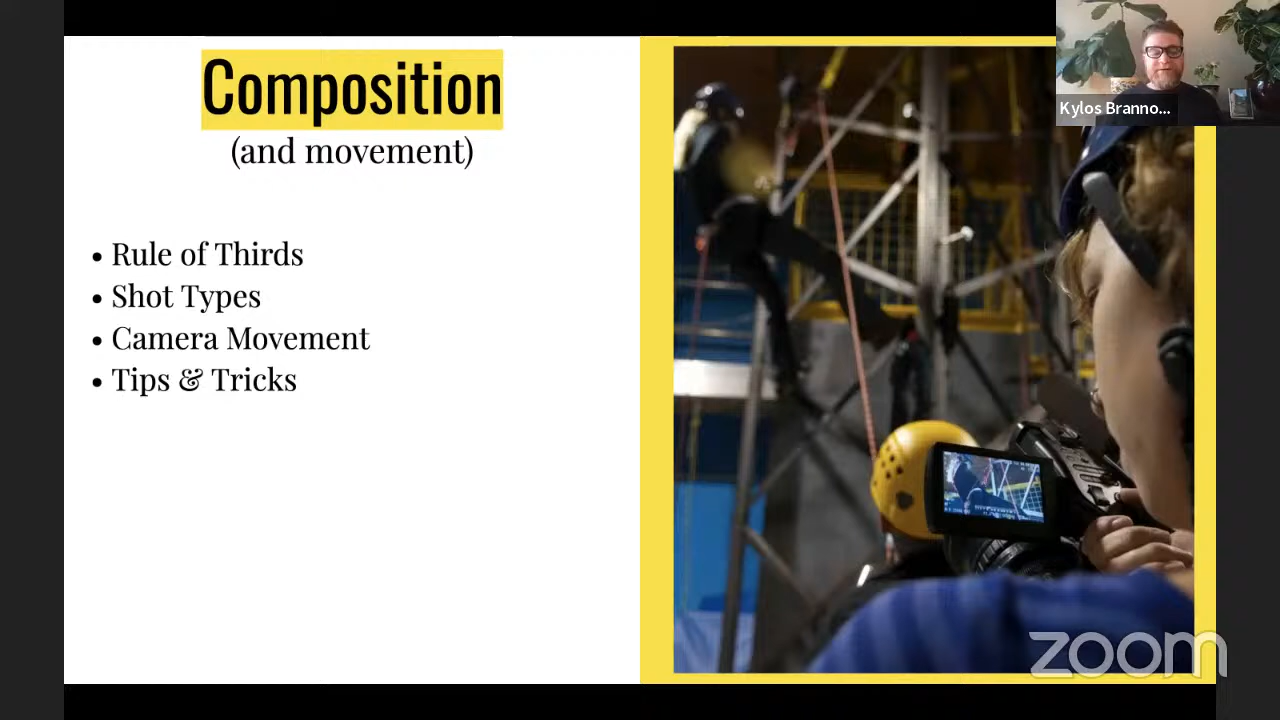 Composition
(and movement)
• Rule of Thirds
• Shot Types
• Camera Movement
• Tips & Tricks
Kylos Branno...
zoom